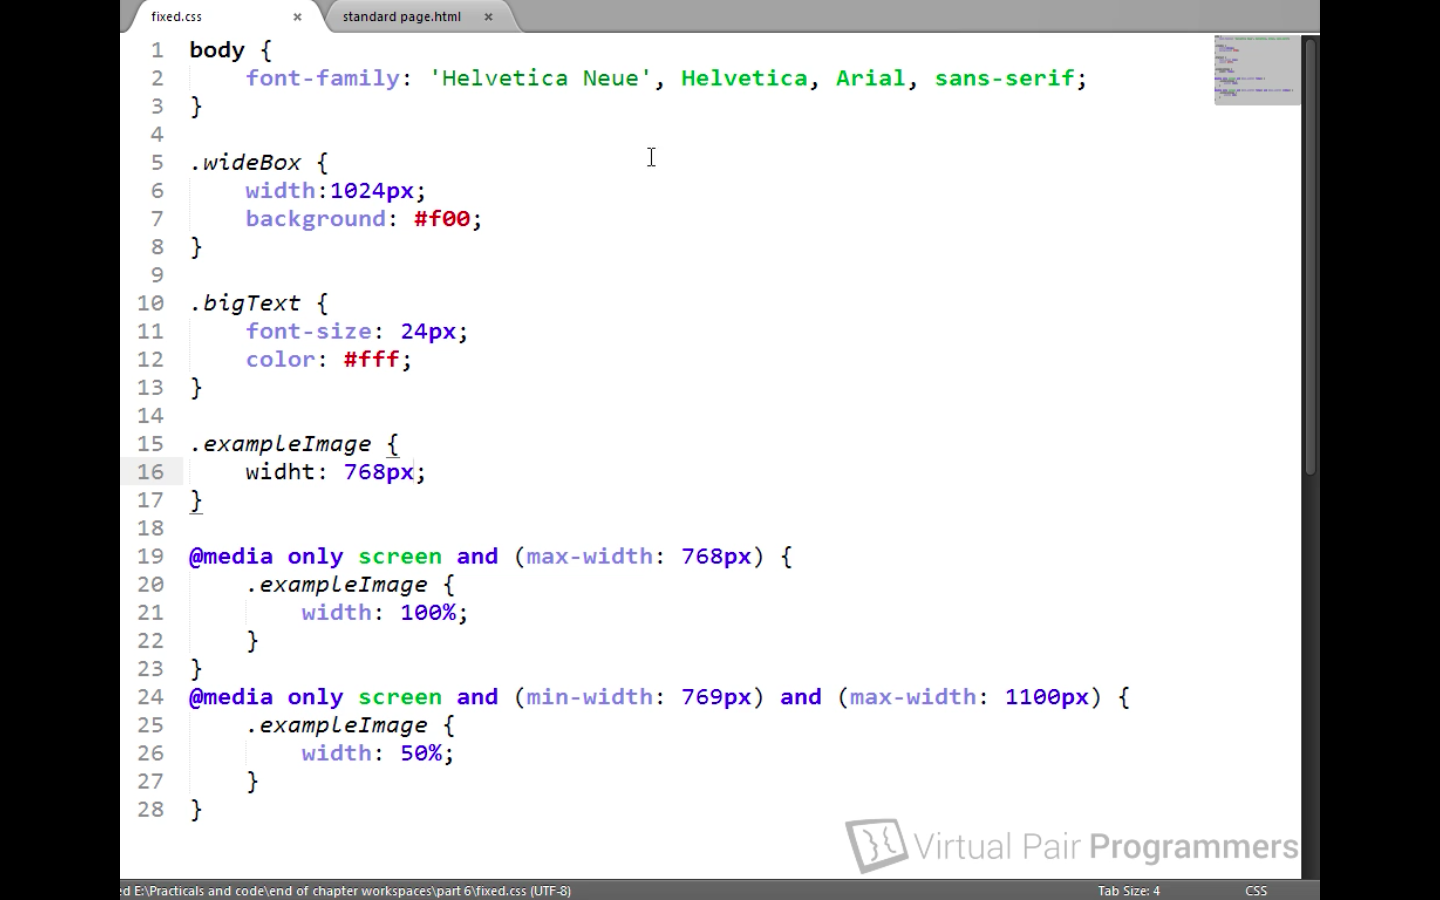 fixed.css × standard page.html ×
1 body {
2 font-family: 'Helvetica Neue', Helvetica, Arial, sans-serif;
3 }
4
5 .wideBox {
6 width:1024px;
7 background: #f00;
8 }
9
10 .bigText {
11 font-size: 24px;
12 color: #fff;
13 }
14
15 .exampleImage {
16 widht: 768px;
17 }
18
19 @media only screen and (max-width: 768px) {
20 .exampleImage {
21 width: 100%;
22 }
23 }
24 @media only screen and (min-width: 769px) and (max-width: 1100px) {
25 .exampleImage {
26 width: 50%;
27 }
28 }
Virtual Pair Programmers
E:\Practicals and code\end of chapter workspaces\part 6\fixed.css (UTF-8) Tab Size: 4 CSS